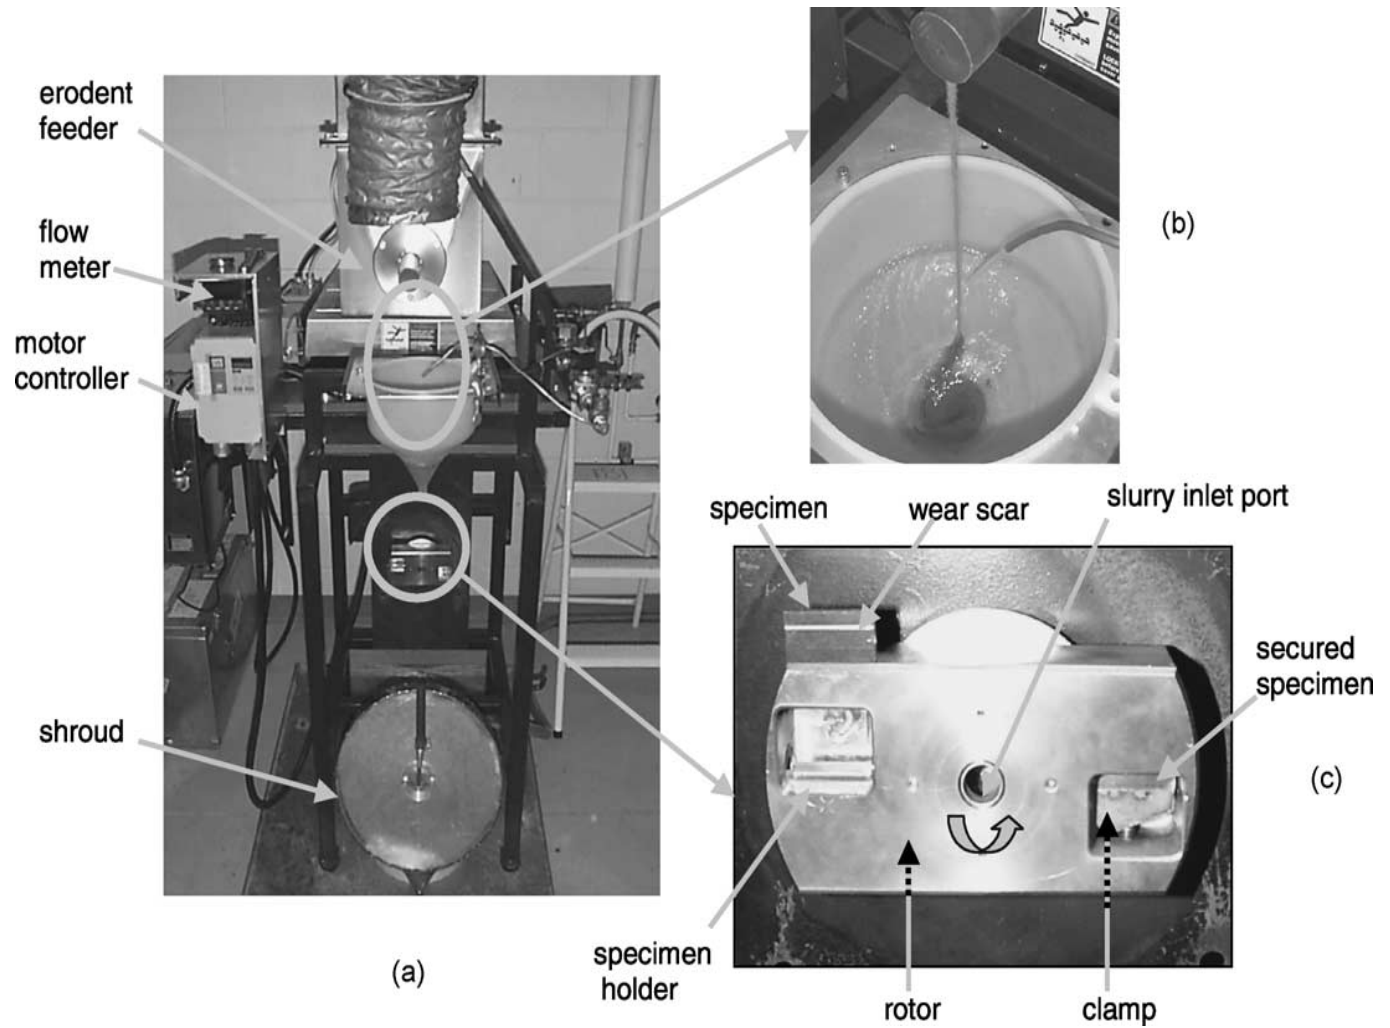 erodent
feeder
flow
meter
motor
controller
shroud
(a)
(b)
specimen
wear scar
slurry inlet port
secured
specimen
(c)
specimen
holder
rotor
clamp